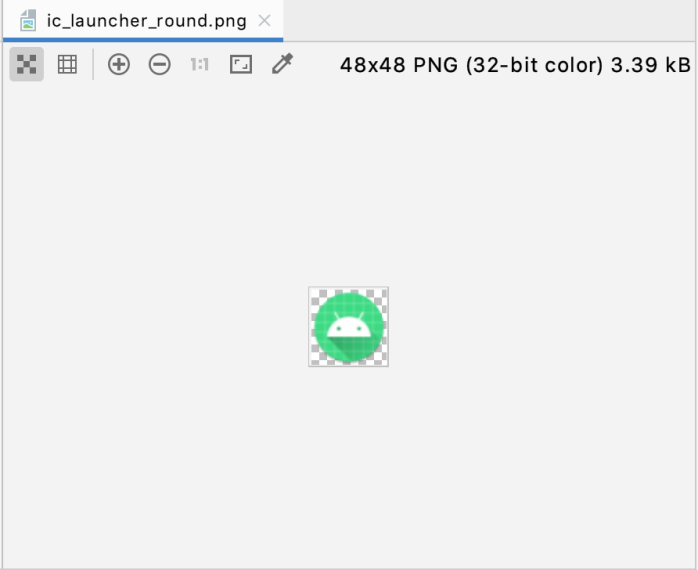 ic_launcher_round.png
1:1
48x48 PNG (32-bit color) 3.39 kB